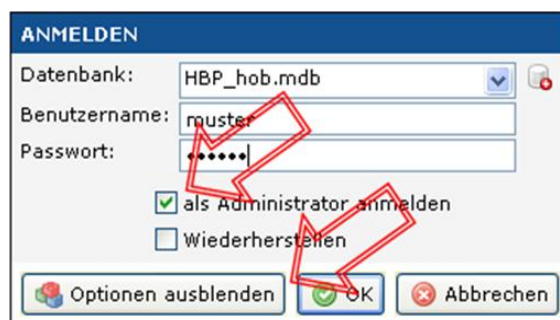 ANMELDEN
Datenbank: HBP_hob.mdb
Benutzername: muster
Passwort: ••••••
als Administrator anmelden
Wiederherstellen
Optionen ausblenden OK Abbrechen